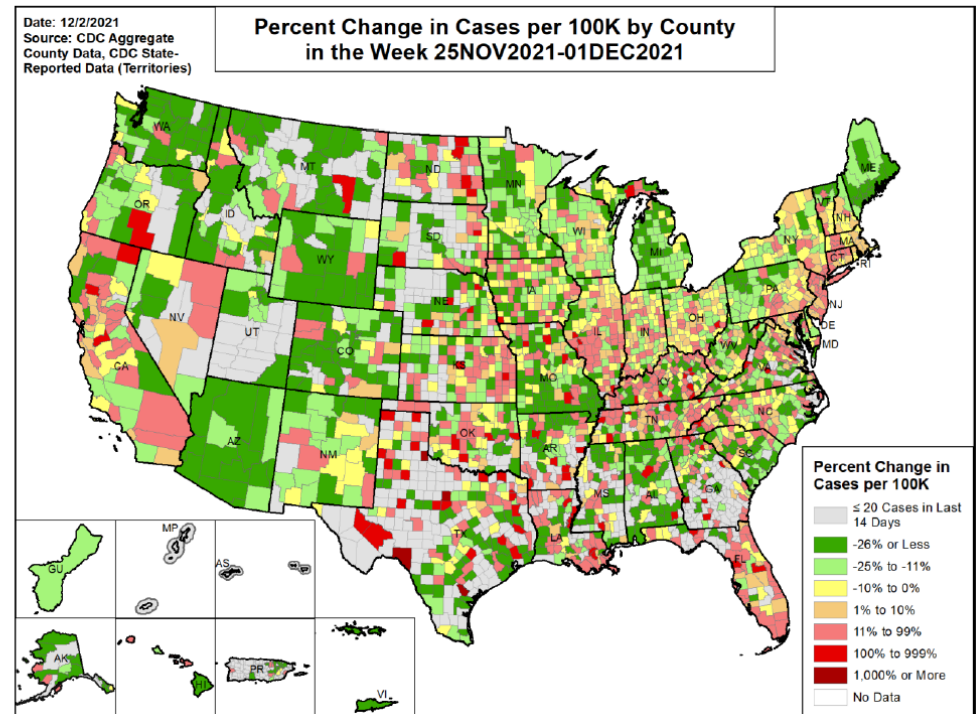 Date: 12/2/2021
Source: CDC Aggregate
County Data, CDC State-
Reported Data (Territories)
Percent Change in Cases per 100K by County
in the Week 25NOV2021-01DEC2021
WA
MT
ND
MN
ME
OR
ID
SD
WI
VT
NH
WY
MI
NY
MA
CT
RI
NE
IA
PA
NJ
NV
UT
IL
IN
OH
DE
MD
CO
WV
VA
CA
KS
MO
KY
AZ
NM
OK
AR
TN
NC
SC
TX
LA
MS
AL
GA
FL
Percent Change in
Cases per 100K
≤ 20 Cases in Last
14 Days
-26% or Less
-25% to -11%
-10% to 0%
1% to 10%
11% to 99%
100% to 999%
1,000% or More
No Data
GU
MP
AS
AK
HI
PR
VI